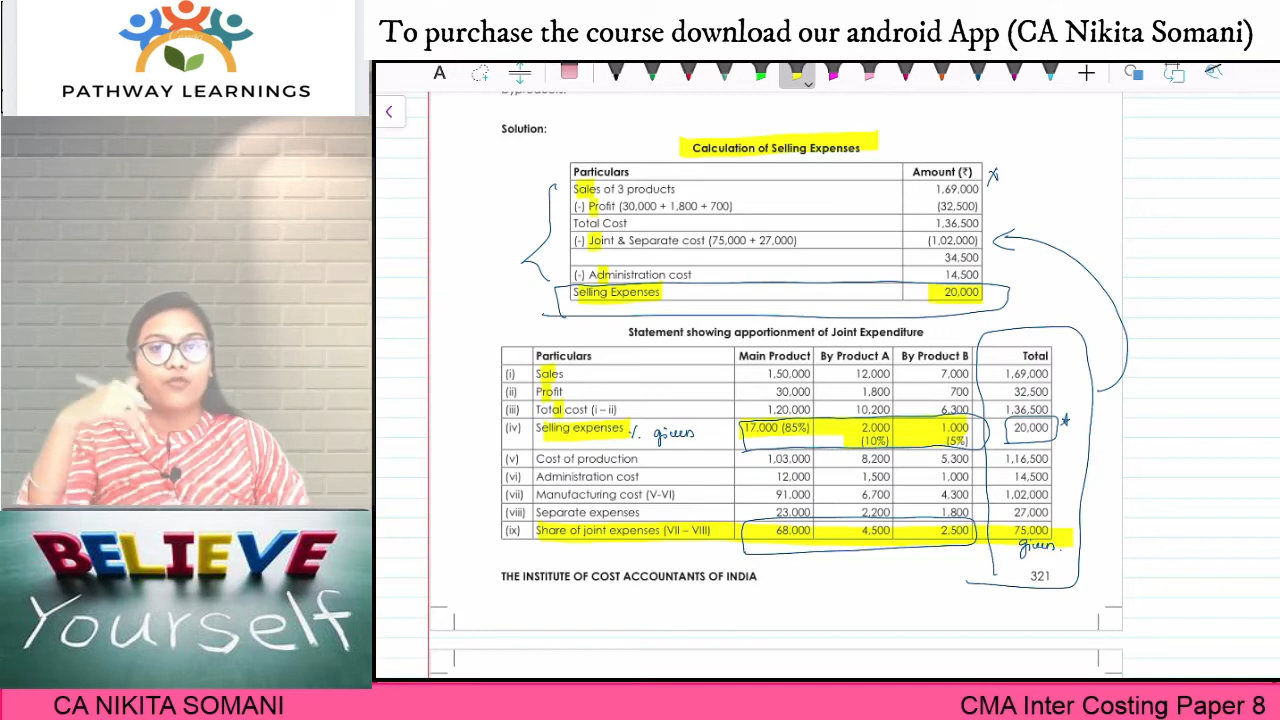 To purchase the course download our android App (CA Nikita Somani)
PATHWAY LEARNINGS
A
byproducts.
Solution:
Calculation of Selling Expenses
Particulars Amount (₹)
Sales of 3 products 1,69,000
(-) Profit (30,000 + 1,800 + 700) (32,500)
Total Cost 1,36,500
(-) Joint & Separate cost (75,000 + 27,000) (1,02,000)
34,500
(-) Administration cost 14,500
Selling Expenses 20,000
Statement showing apportionment of Joint Expenditure
Particulars Main Product By Product A By Product B Total
(i) Sales 1,50,000 12,000 7,000 1,69,000
(ii) Profit 30,000 1,800 700 32,500
(iii) Total cost (i – ii) 1,20,000 10,200 6,300 1,36,500
(iv) Selling expenses % given 17,000 (85%) 2,000 1,000 20,000
(10%) (5%)
(v) Cost of production 1,03,000 8,200 5,300 1,16,500
(vi) Administration cost 12,000 1,500 1,000 14,500
(vii) Manufacturing cost (V-VI) 91,000 6,700 4,300 1,02,000
(viii) Separate expenses 23,000 2,200 1,800 27,000
(ix) Share of joint expenses (VII – VIII) 68,000 4,500 2,500 75,000
given.
THE INSTITUTE OF COST ACCOUNTANTS OF INDIA 321
BELIEVE
Yourself
CA NIKITA SOMANI
CMA Inter Costing Paper 8